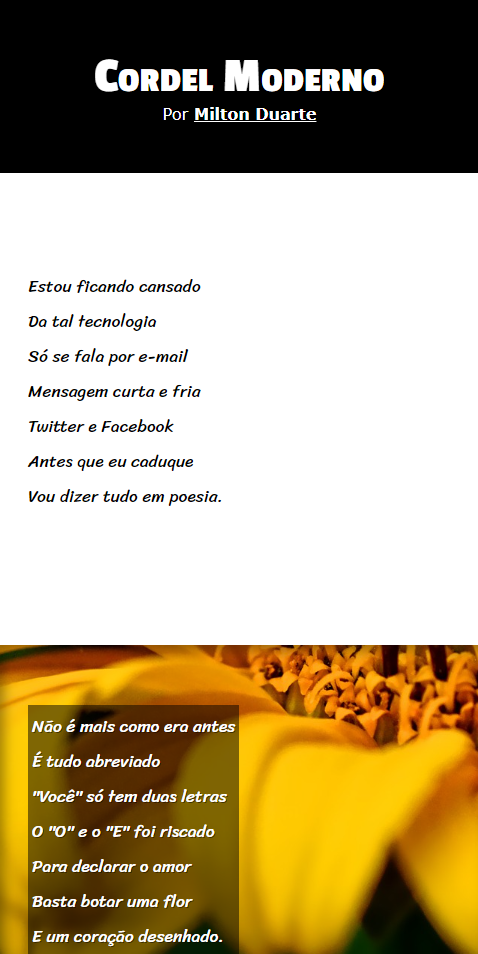 Cordel Moderno
Por Milton Duarte
Estou ficando cansado
Da tal tecnologia
Só se fala por e-mail
Mensagem curta e fria
Twitter e Facebook
Antes que eu caduque
Vou dizer tudo em poesia.
Não é mais como era antes
É tudo abreviado
"Você" só tem duas letras
O "O" e o "E" foi riscado
Para declarar o amor
Basta botar uma flor
E um coração desenhado.